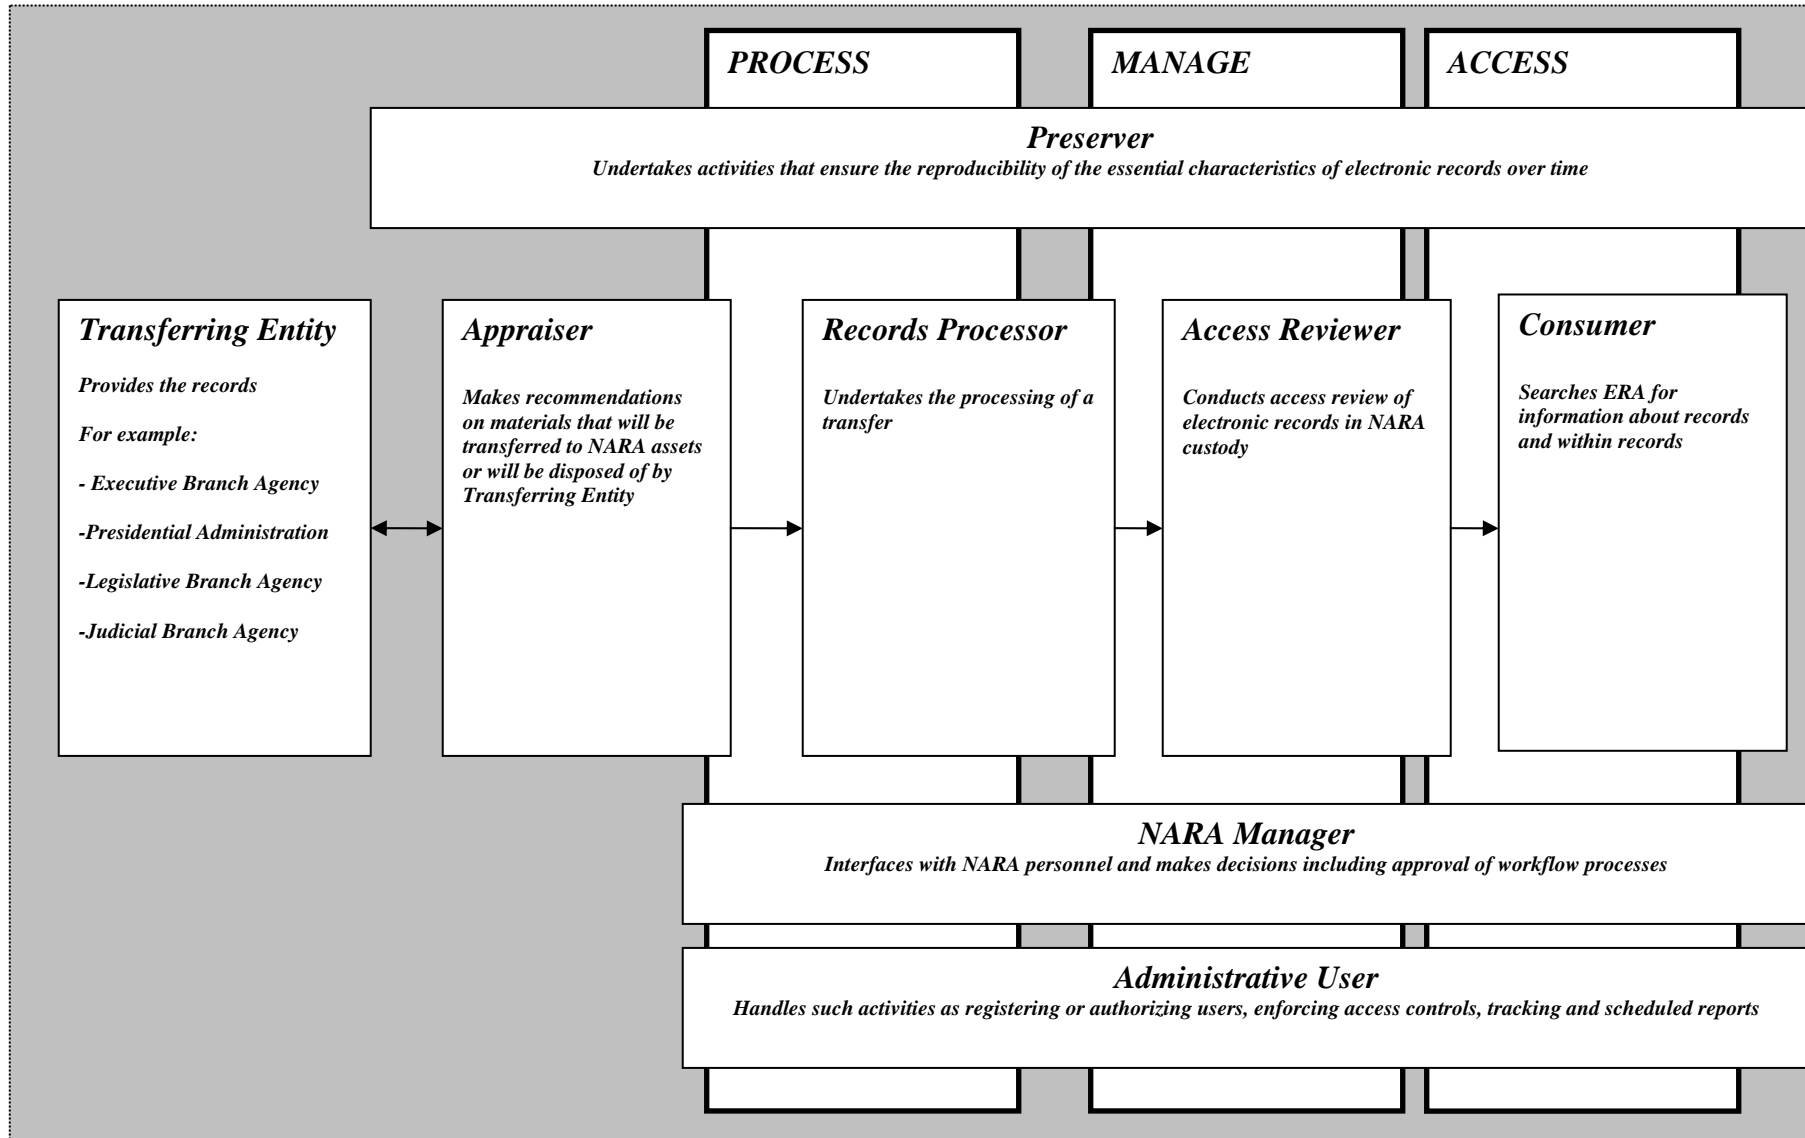 PROCESS
MANAGE
ACCESS
Preserver
Undertakes activities that ensure the reproducibility of the essential characteristics of electronic records over time
Transferring Entity
Provides the records
For example:
- Executive Branch Agency
-Presidential Administration
-Legislative Branch Agency
-Judicial Branch Agency
Appraiser
Makes recommendations
on materials that will be
transferred to NARA assets
or will be disposed of by
Transferring Entity
Records Processor
Undertakes the processing of a
transfer
Access Reviewer
Conducts access review of
electronic records in NARA
custody
Consumer
Searches ERA for
information about records
and within records
NARA Manager
Interfaces with NARA personnel and makes decisions including approval of workflow processes
Administrative User
Handles such activities as registering or authorizing users, enforcing access controls, tracking and scheduled reports